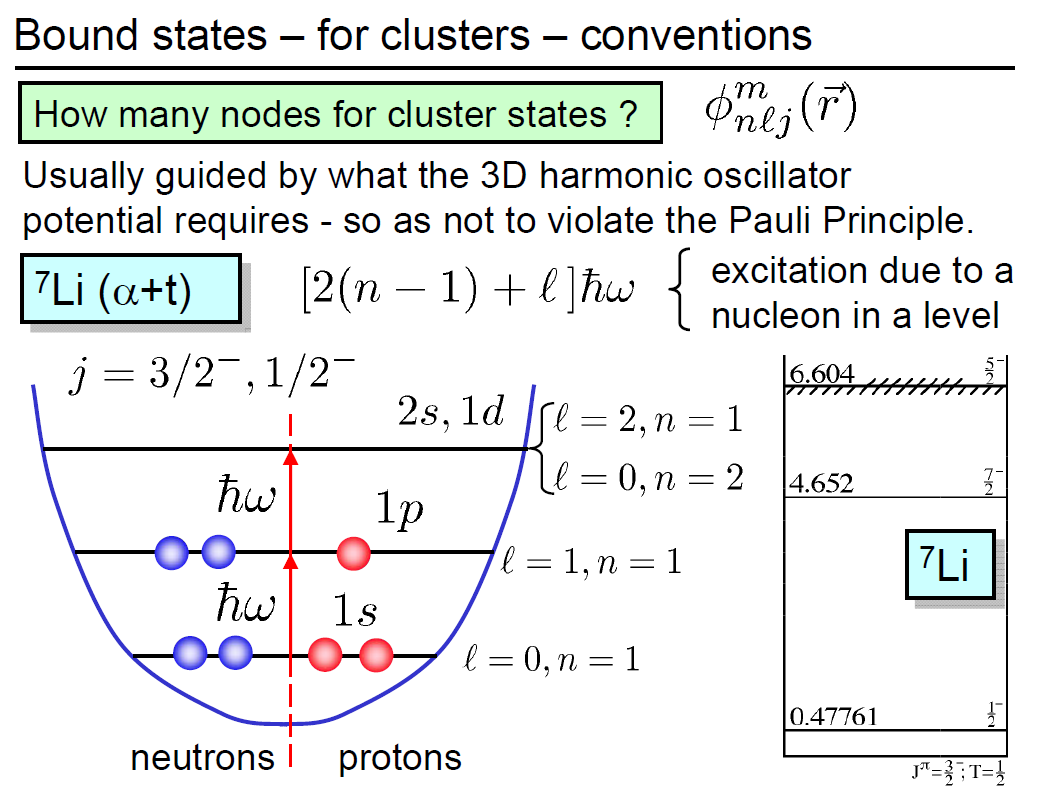 Bound states – for clusters – conventions
How many nodes for cluster states ?
$\phi_{n\ell j}^{m}(\vec{r})$
Usually guided by what the 3D harmonic oscillator
potential requires - so as not to violate the Pauli Principle.
⁷Li (α+t)
[2(n − 1) + ℓ ]ħω
excitation due to a
nucleon in a level
j = 3/2⁻, 1/2⁻
2s, 1d
ℓ = 2, n = 1
ℓ = 0, n = 2
ħω
1p
ℓ = 1, n = 1
ħω
1s
ℓ = 0, n = 1
neutrons
protons
6.604 5/2⁻
4.652 7/2⁻
⁷Li
0.47761 1/2⁻
J^π=3/2⁻; T=1/2